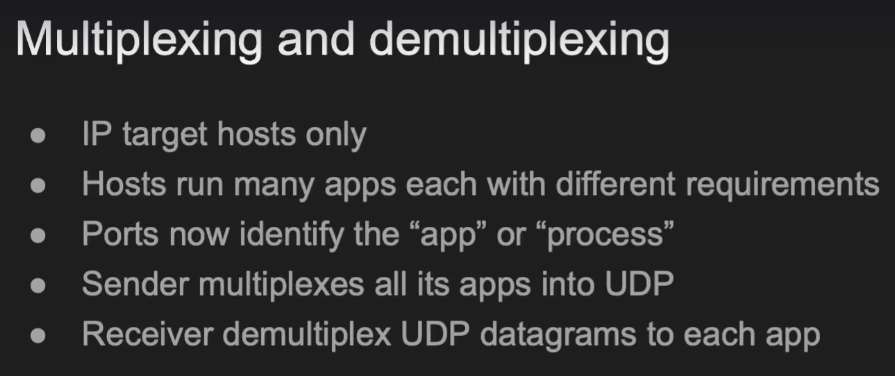 Multiplexing and demultiplexing
● IP target hosts only
● Hosts run many apps each with different requirements
● Ports now identify the “app” or “process”
● Sender multiplexes all its apps into UDP
● Receiver demultiplex UDP datagrams to each app